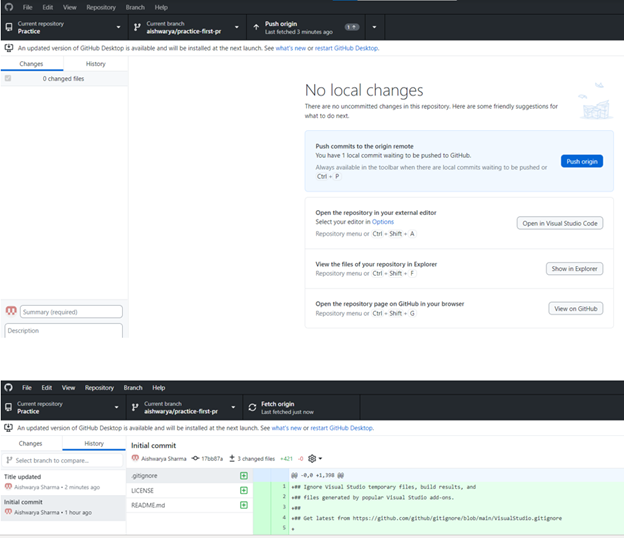 File Edit View Repository Branch Help
Current repository
Practice
Current branch
aishwarya/practice-first-pr
Push origin
Last fetched 3 minutes ago
1
An updated version of GitHub Desktop is available and will be installed at the next launch. See what's new or restart GitHub Desktop.
Changes History
0 changed files
No local changes
There are no uncommitted changes in this repository. Here are some friendly suggestions for
what to do next.
Push commits to the origin remote
You have 1 local commit waiting to be pushed to GitHub.
Always available in the toolbar when there are local commits waiting to be pushed or
Ctrl + P
Push origin
Open the repository in your external editor
Select your editor in Options
Repository menu or Ctrl + Shift + A
Open in Visual Studio Code
View the files of your repository in Explorer
Repository menu or Ctrl + Shift + F
Show in Explorer
Open the repository page on GitHub in your browser
Repository menu or Ctrl + Shift + G
View on GitHub
Summary (required)
Description
File Edit View Repository Branch Help
Current repository
Practice
Current branch
aishwarya/practice-first-pr
Fetch origin
Last fetched just now
An updated version of GitHub Desktop is available and will be installed at the next launch. See what's new or restart GitHub Desktop.
Changes History
Select branch to compare...
Title updated
Aishwarya Sharma • 2 minutes ago
Initial commit
Aishwarya Sharma • 1 hour ago
Initial commit
Aishwarya Sharma 17bb87a 3 changed files +421 -0
.gitignore
LICENSE
README.md
@@ -0,0 +1,398 @@
1 +## Ignore Visual Studio temporary files, build results, and
2 +## files generated by popular Visual Studio add-ons.
3 +##
4 +## Get latest from https://github.com/github/gitignore/blob/main/VisualStudio.gitignore
5 +